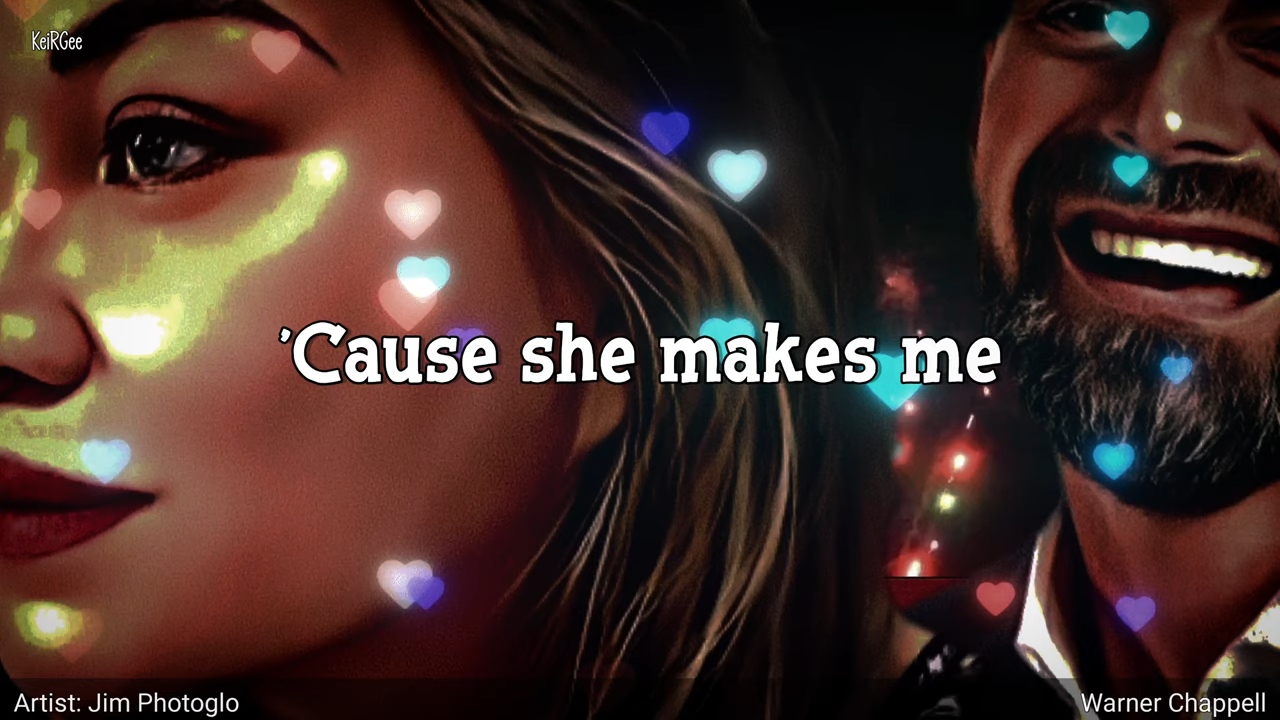 KeiRGee
'Cause she makes me
Artist: Jim Photoglo
Warner Chappell